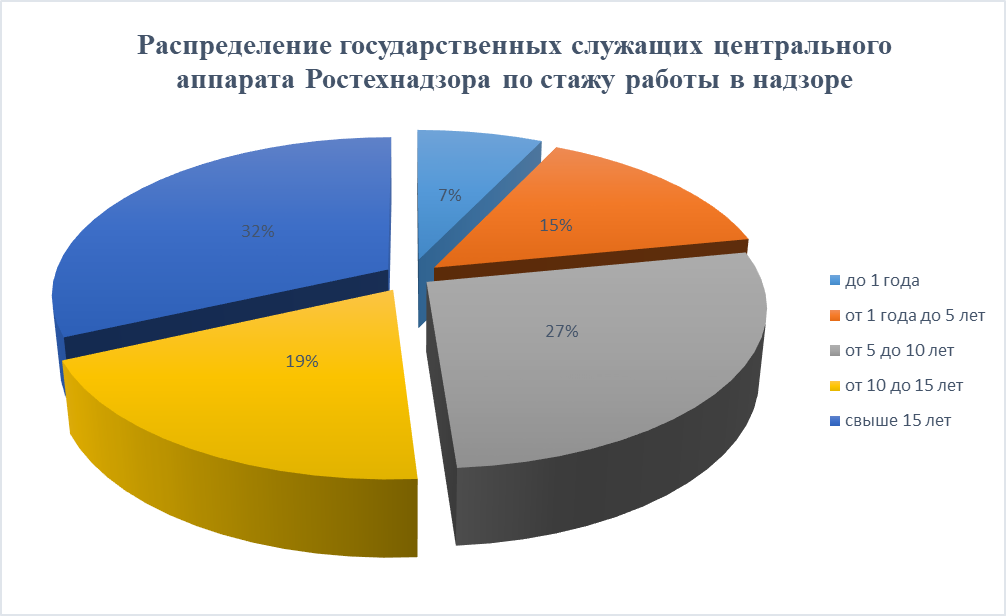 Распределение государственных служащих центрального
аппарата Ростехнадзора по стажу работы в надзоре
7%
15%
32%
27%
19%
до 1 года
от 1 года до 5 лет
от 5 до 10 лет
от 10 до 15 лет
свыше 15 лет